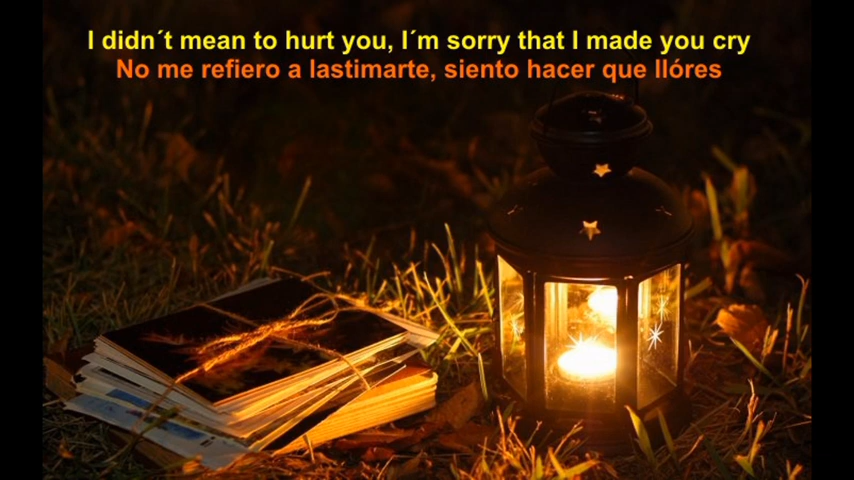 I didn´t mean to hurt you, I´m sorry that I made you cry
No me refiero a lastimarte, siento hacer que llóres